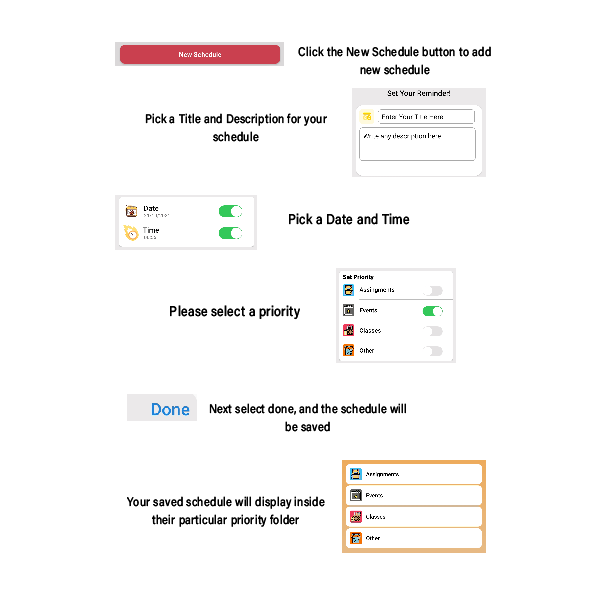 New Schedule
Click the New Schedule button to add
new schedule
Set Your Reminder!
Pick a Title and Description for your
schedule
Enter Your Title Here
Write any description here
Date
Time
Pick a Date and Time
Set Priority
Assingments
Events
Classes
Other
Please select a priority
Done
Next select done, and the schedule will
be saved
Your saved schedule will display inside
their particular priority folder
Assignments
Events
Classes
Other